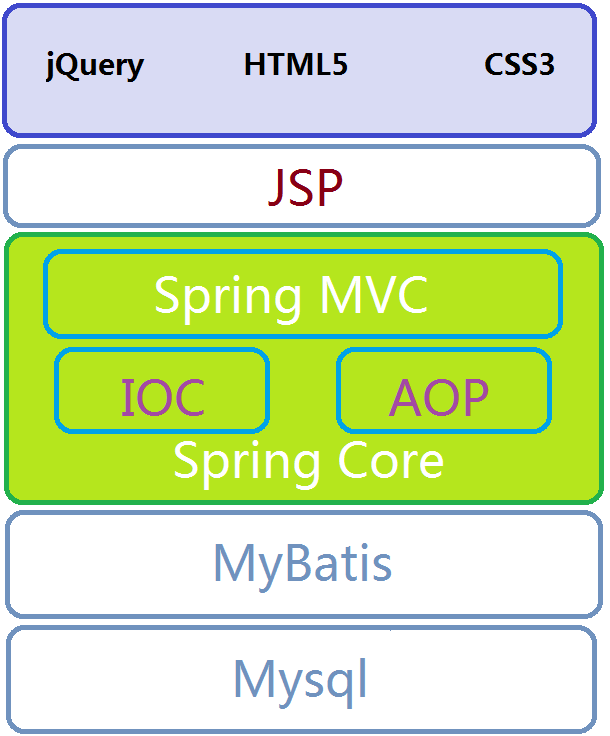 jQuery HTML5 CSS3
JSP
Spring MVC
IOC AOP
Spring Core
MyBatis
Mysql